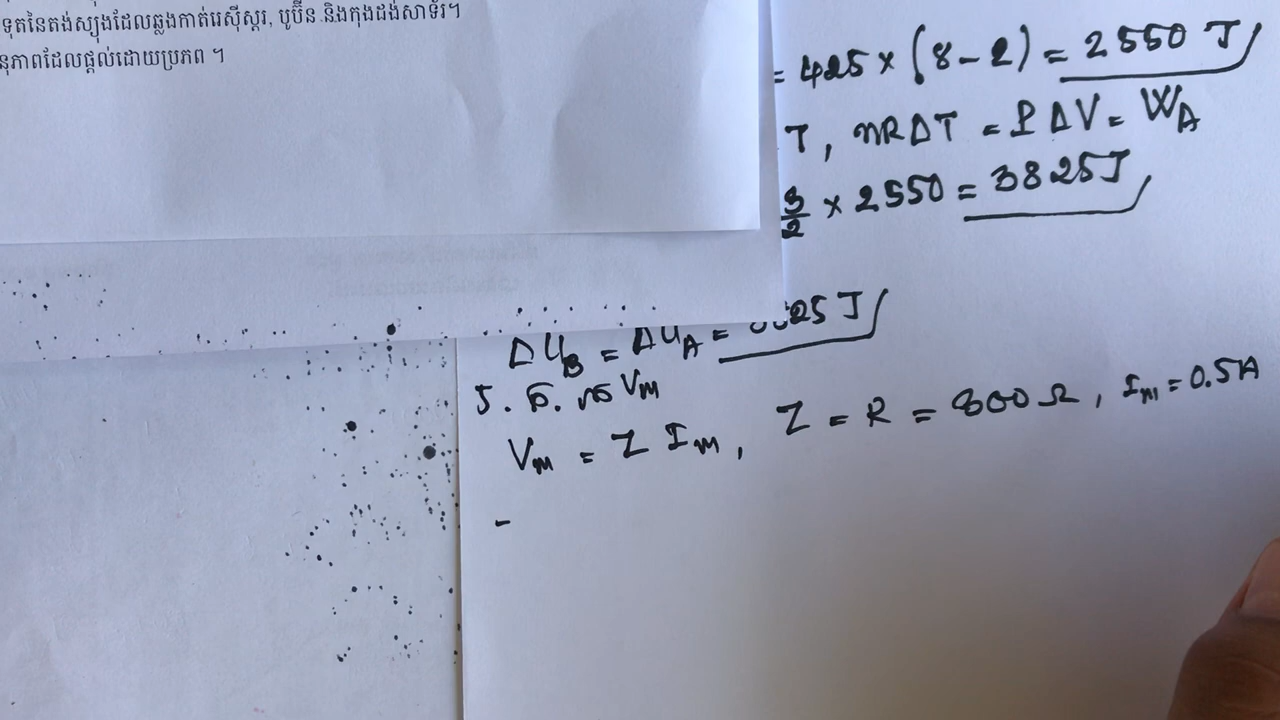 ទុតនៃតង់ស្យុងដែលឆ្លងកាត់រេស៊ីស្តរ, បូប៊ីន និងកុងដង់សាទ័រ។
នុភាពដែលផ្តល់ដោយប្រភព ។
= 425 × (8 - 2) = 2550 J
T, nRΔT = PΔV = W_A
3/2 × 2550 = 3825 J
ΔU_B = ΔU_A = 25 J
5. ក. រក V_m
V_m = Z I_m, Z = R = 800 Ω, I_m = 0.5A
-